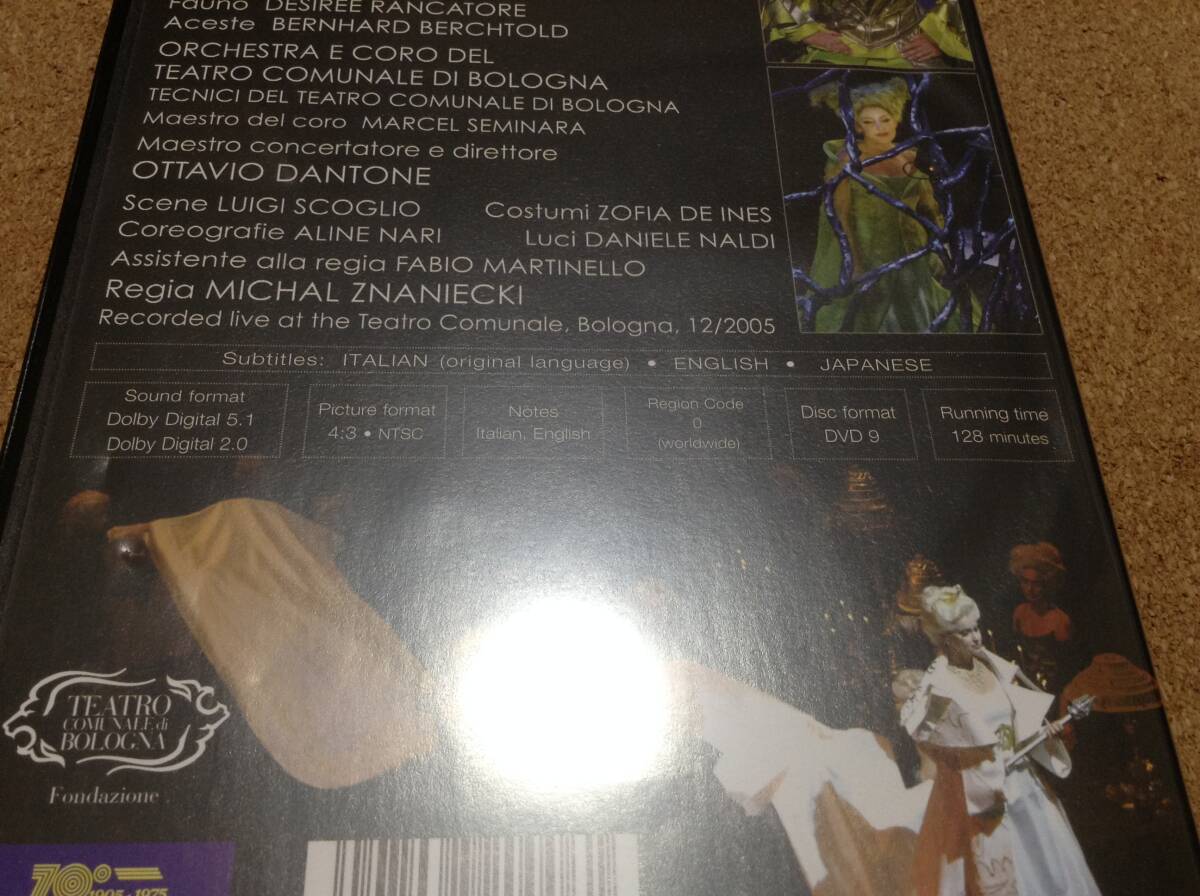 Fauno DESIRÉE RANCATORE
Aceste BERNHARD BERCHTOLD
ORCHESTRA E CORO DEL
TEATRO COMUNALE DI BOLOGNA
TECNICI DEL TEATRO COMUNALE DI BOLOGNA
Maestro del coro MARCEL SEMINARA
Maestro concertatore e direttore
OTTAVIO DANTONE
Scene LUIGI SCOGLIO Costumi ZOFIA DE INES
Coreografie ALINE NARI Luci DANIELE NALDI
Assistente alla regia FABIO MARTINELLO
Regia MICHAL ZNANIECKI
Recorded live at the Teatro Comunale, Bologna, 12/2005
Subtitles: ITALIAN (original language) • ENGLISH • JAPANESE
Sound format
Dolby Digital 5.1
Dolby Digital 2.0
Picture format
4:3 • NTSC
Notes
Italian, English
Region Code
0
(worldwide)
Disc format
DVD 9
Running time
128 minutes
TEATRO
COMUNALE di
BOLOGNA
Fondazione
70°
1905 - 1975